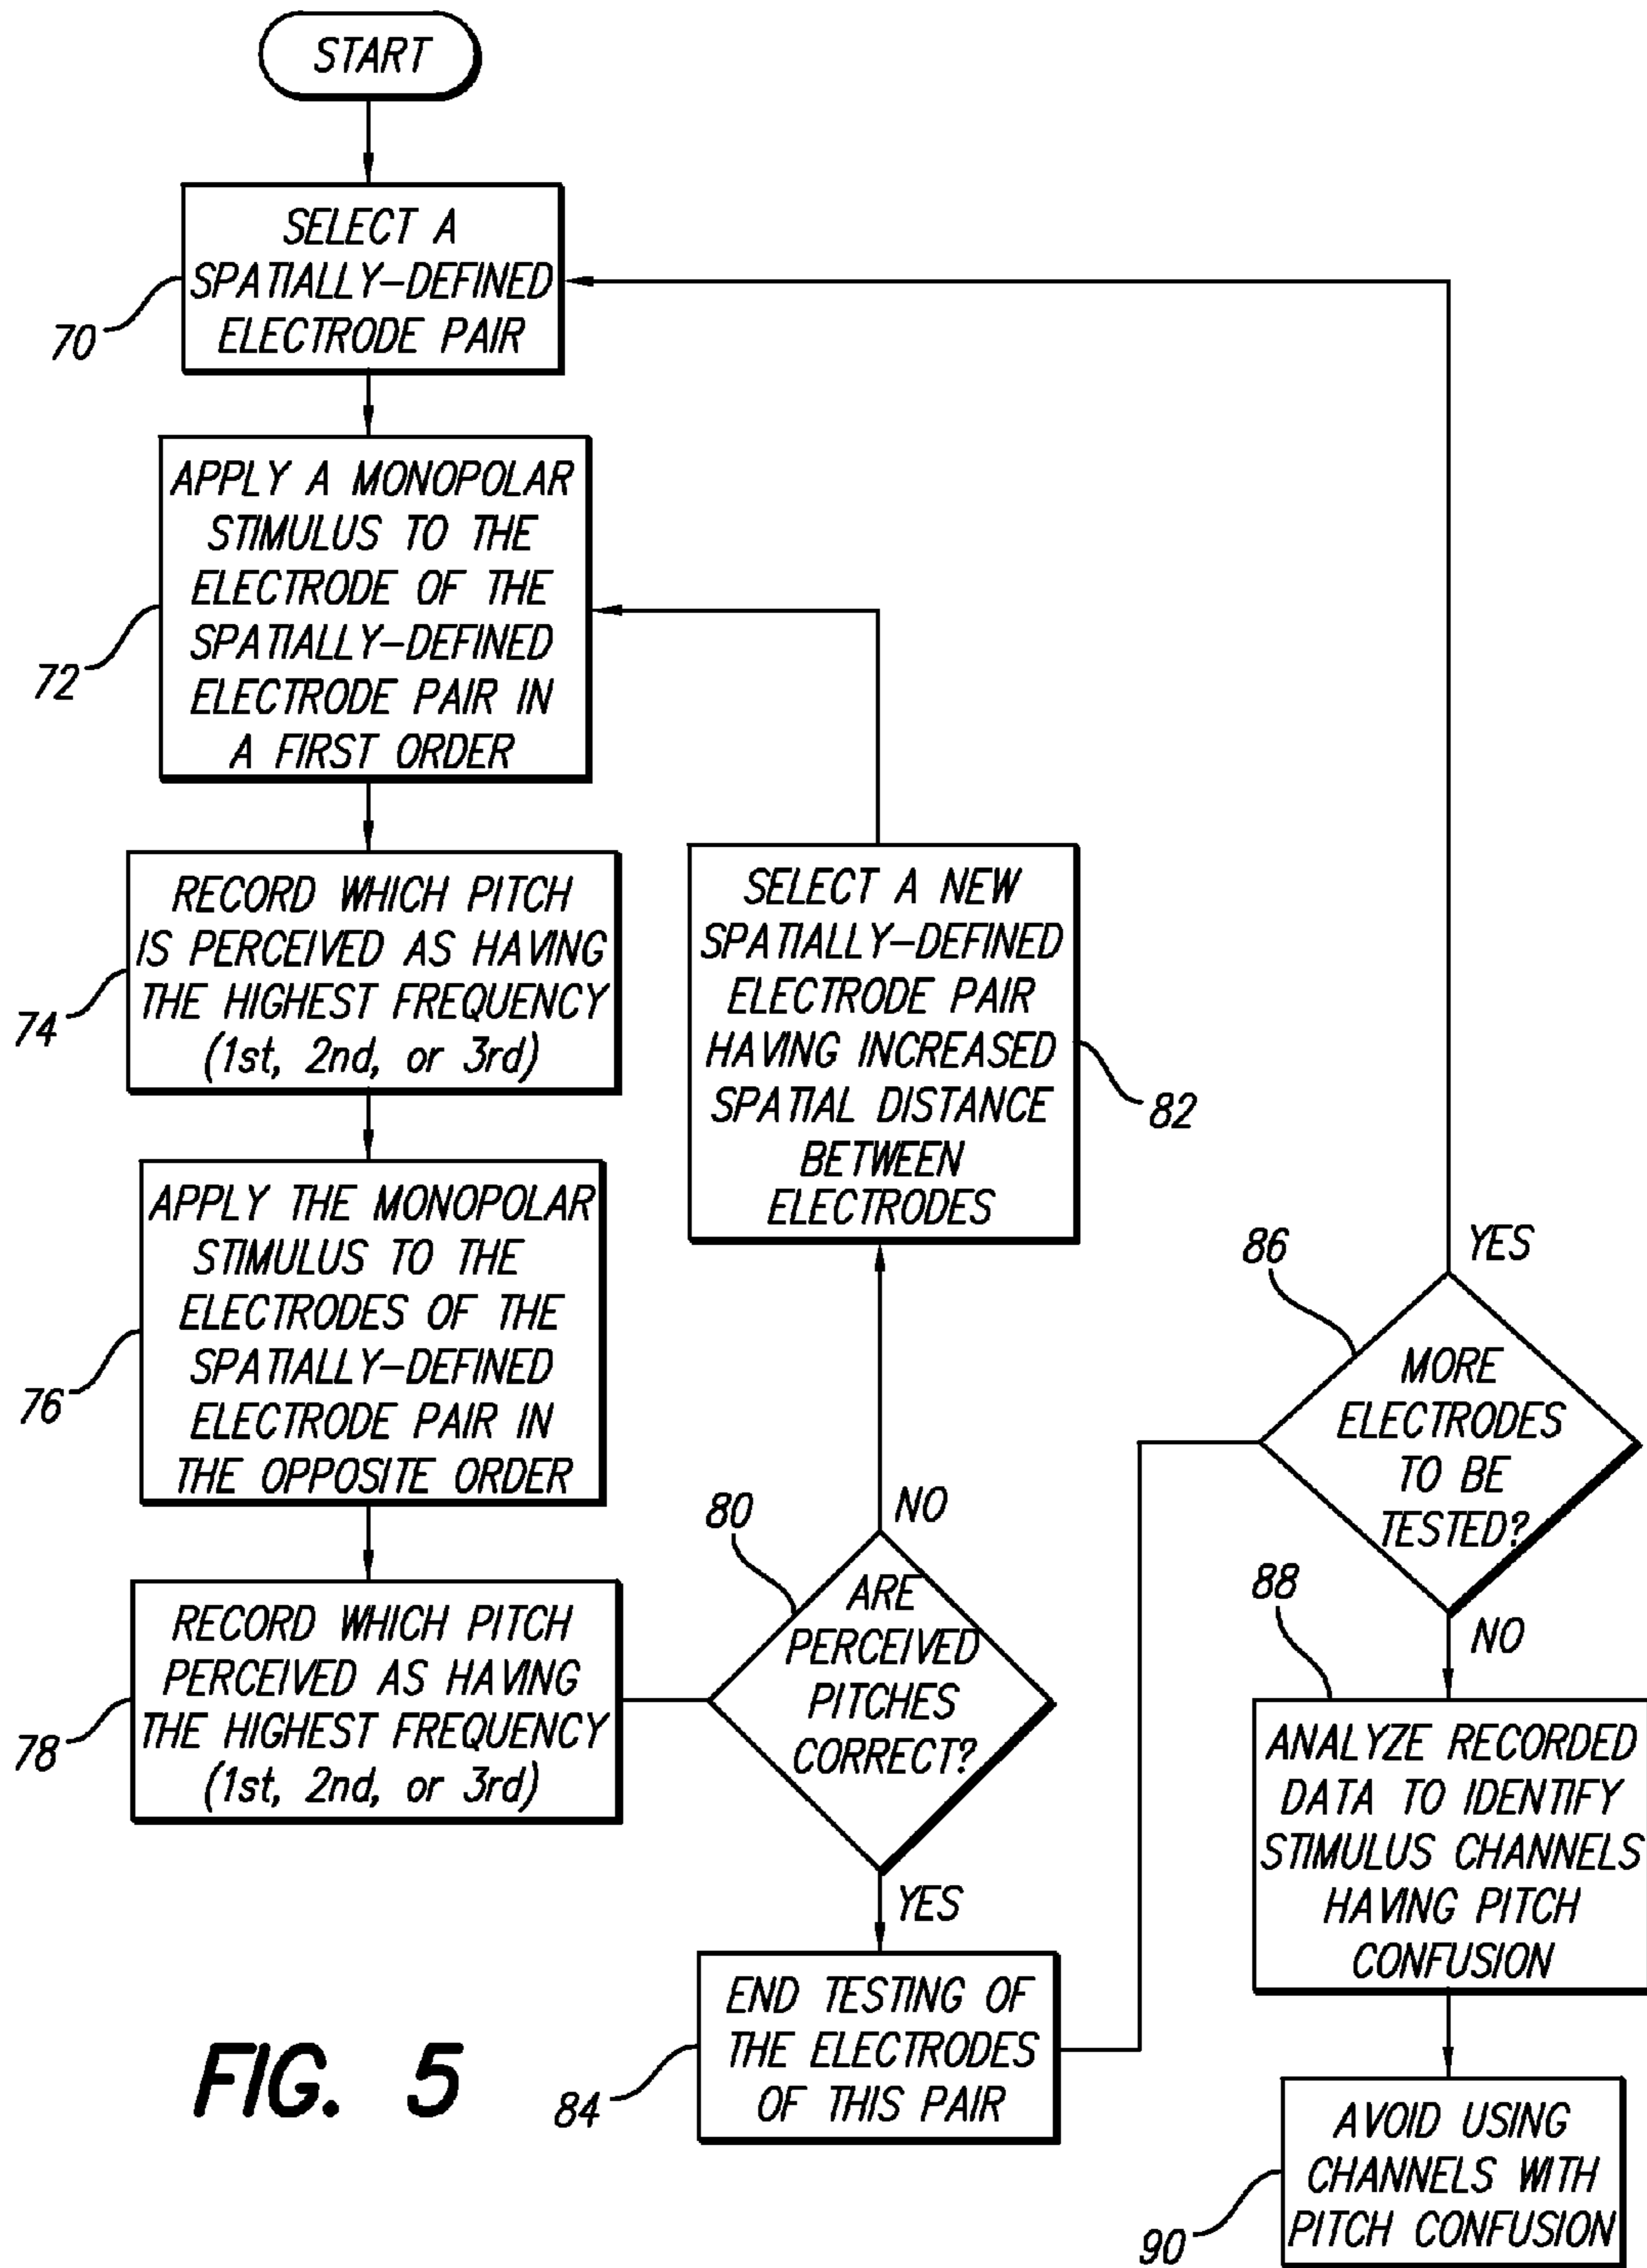 START
SELECT A
SPATIALLY-DEFINED
ELECTRODE PAIR
70
APPLY A MONOPOLAR
STIMULUS TO THE
ELECTRODE OF THE
SPATIALLY-DEFINED
ELECTRODE PAIR IN
A FIRST ORDER
72
RECORD WHICH PITCH
IS PERCEIVED AS HAVING
THE HIGHEST FREQUENCY
(1st, 2nd, or 3rd)
74
APPLY THE MONOPOLAR
STIMULUS TO THE
ELECTRODES OF THE
SPATIALLY-DEFINED
ELECTRODE PAIR IN
THE OPPOSITE ORDER
76
RECORD WHICH PITCH
PERCEIVED AS HAVING
THE HIGHEST FREQUENCY
(1st, 2nd, or 3rd)
78
80
ARE
PERCEIVED
PITCHES
CORRECT?
NO
SELECT A NEW
SPATIALLY-DEFINED
ELECTRODE PAIR
HAVING INCREASED
SPATIAL DISTANCE
BETWEEN
ELECTRODES
82
YES
END TESTING OF
THE ELECTRODES
OF THIS PAIR
84
86
YES
MORE
ELECTRODES
TO BE
TESTED?
NO
88
ANALYZE RECORDED
DATA TO IDENTIFY
STIMULUS CHANNELS
HAVING PITCH
CONFUSION
AVOID USING
CHANNELS WITH
PITCH CONFUSION
90
FIG. 5